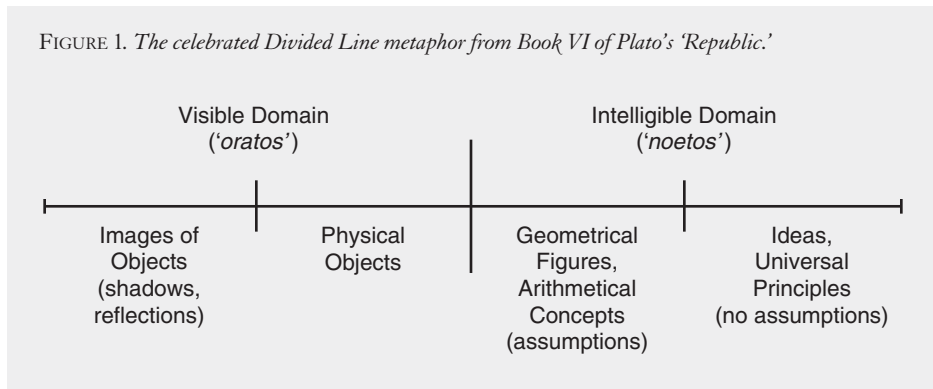 FIGURE 1. The celebrated Divided Line metaphor from Book VI of Plato’s ‘Republic.’
Visible Domain
(‘oratos’)
Intelligible Domain
(‘noetos’)
Images of
Objects
(shadows,
reflections)
Physical
Objects
Geometrical
Figures,
Arithmetical
Concepts
(assumptions)
Ideas,
Universal
Principles
(no assumptions)